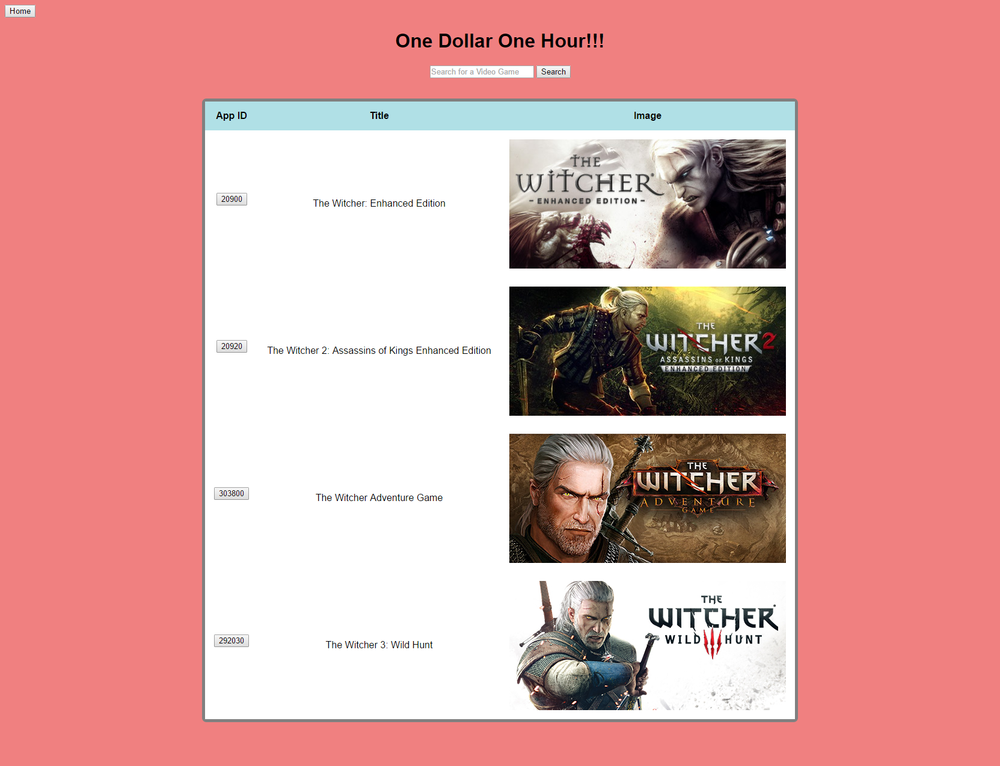 Home
One Dollar One Hour!!!
Search for a Video Game Search
App ID Title Image
THE
WITCHER
- ENHANCED EDITION -
20900 The Witcher: Enhanced Edition
THE
WITCHER 2
ASSASSINS OF KINGS
ENHANCED EDITION
20920 The Witcher 2: Assassins of Kings Enhanced Edition
THE
WITCHER
ADVENTURE
GAME
303800 The Witcher Adventure Game
THE
WITCHER
WILD III HUNT
292030 The Witcher 3: Wild Hunt